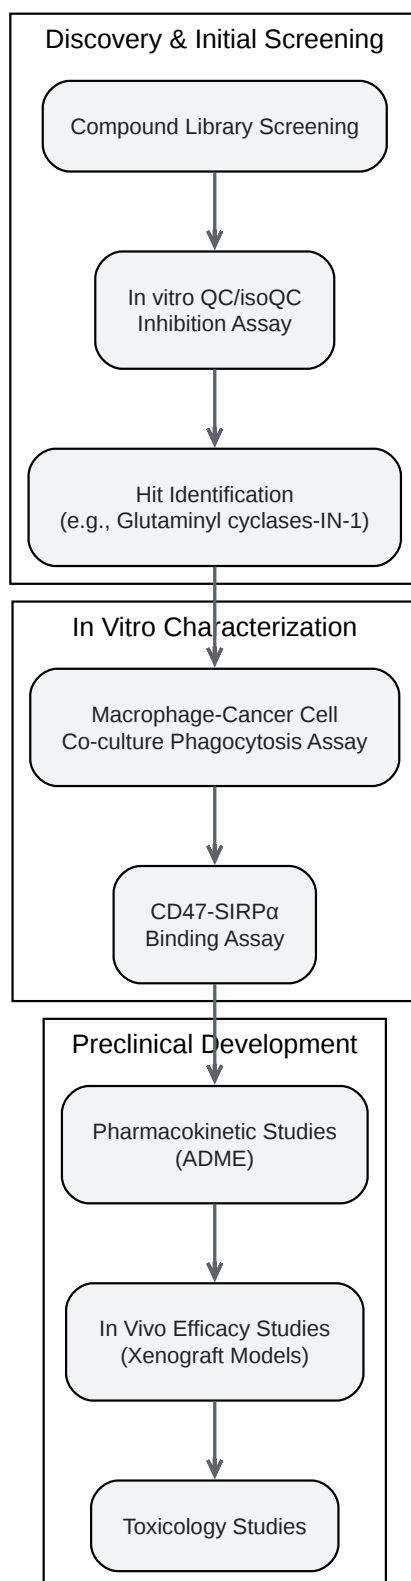 Discovery & Initial Screening
Compound Library Screening
In vitro QC/isoQC
Inhibition Assay
Hit Identification
(e.g., Glutaminyl cyclases-IN-1)
In Vitro Characterization
Macrophage-Cancer Cell
Co-culture Phagocytosis Assay
CD47-SIRPα
Binding Assay
Preclinical Development
Pharmacokinetic Studies
(ADME)
In Vivo Efficacy Studies
(Xenograft Models)
Toxicology Studies